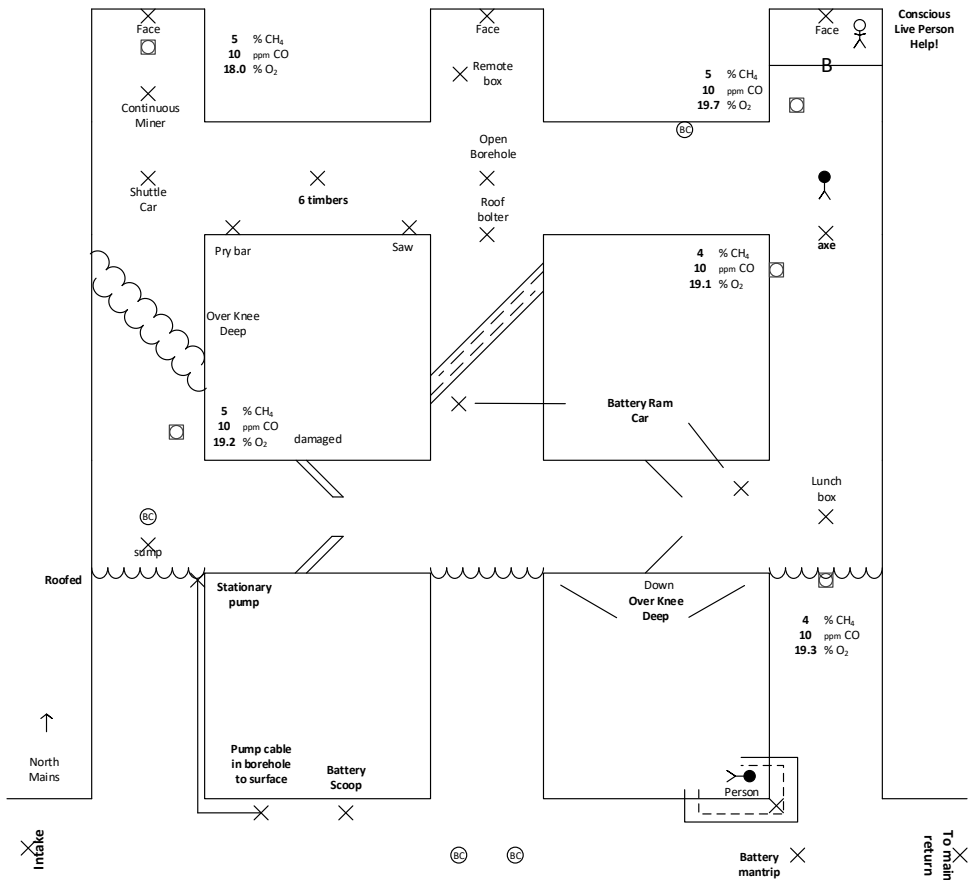 Face
5 % CH₄
10 ppm CO
18.0 % O₂
Face
Remote
box
Face
Conscious
Live Person
Help!
B
5 % CH₄
10 ppm CO
19.7 % O₂
Continuous
Miner
BC
Open
Borehole
Shuttle
Car
6 timbers
Roof
bolter
Pry bar
Saw
axe
4 % CH₄
10 ppm CO
19.1 % O₂
Over Knee
Deep
Battery Ram
Car
5 % CH₄
10 ppm CO
19.2 % O₂
damaged
Lunch
box
BC
sump
Roofed
Stationary
pump
Down
Over Knee
Deep
4 % CH₄
10 ppm CO
19.3 % O₂
North
Mains
Pump cable
in borehole
to surface
Battery
Scoop
Person
Intake
BC
BC
Battery
mantrip
To main
return